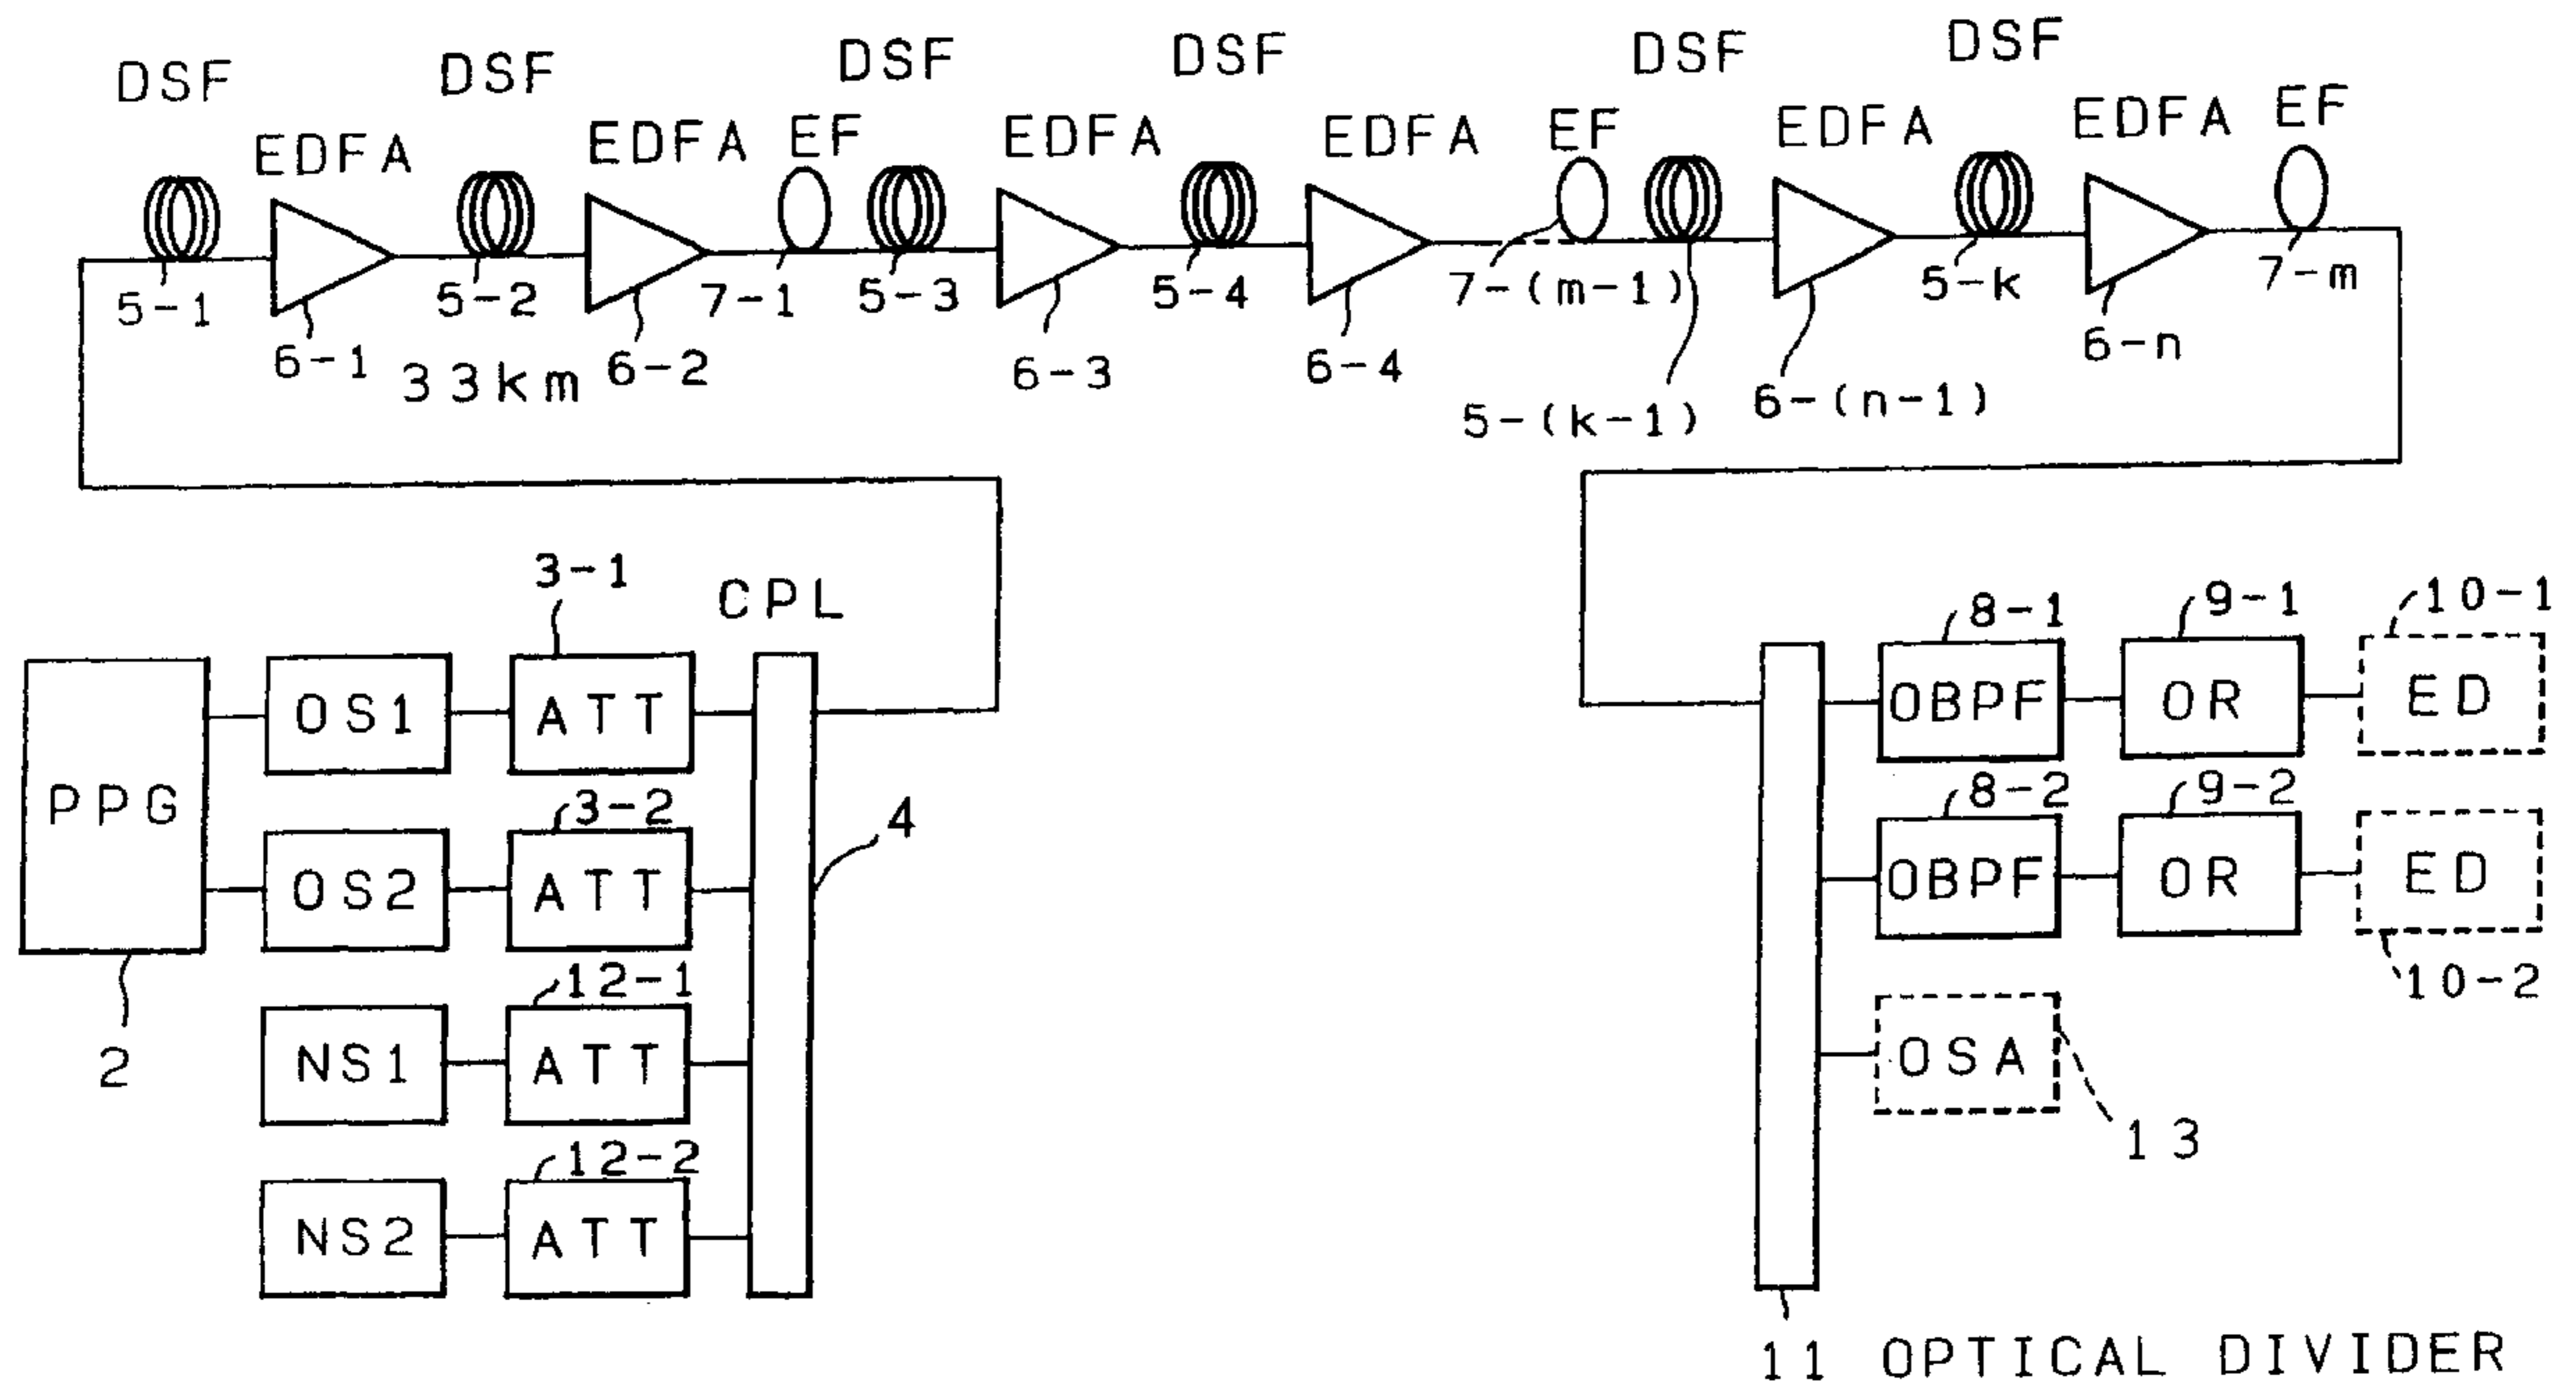 DSF DSF DSF DSF DSF DSF
EDFA EDFA EF EDFA EDFA EF EDFA EDFA EF
5-1 5-2 7-1 5-3 5-4 7-(m-1) 5-k 7-m
6-1 33km 6-2 6-3 6-4 5-(k-1) 6-(n-1) 6-n
3-1 CPL
PPG OS1 ATT
3-2
OS2 ATT 4
2
12-1
NS1 ATT
12-2
NS2 ATT
8-1 9-1 10-1
OBPF OR ED
8-2 9-2
OBPF OR ED
10-2
OSA
13
11 OPTICAL DIVIDER